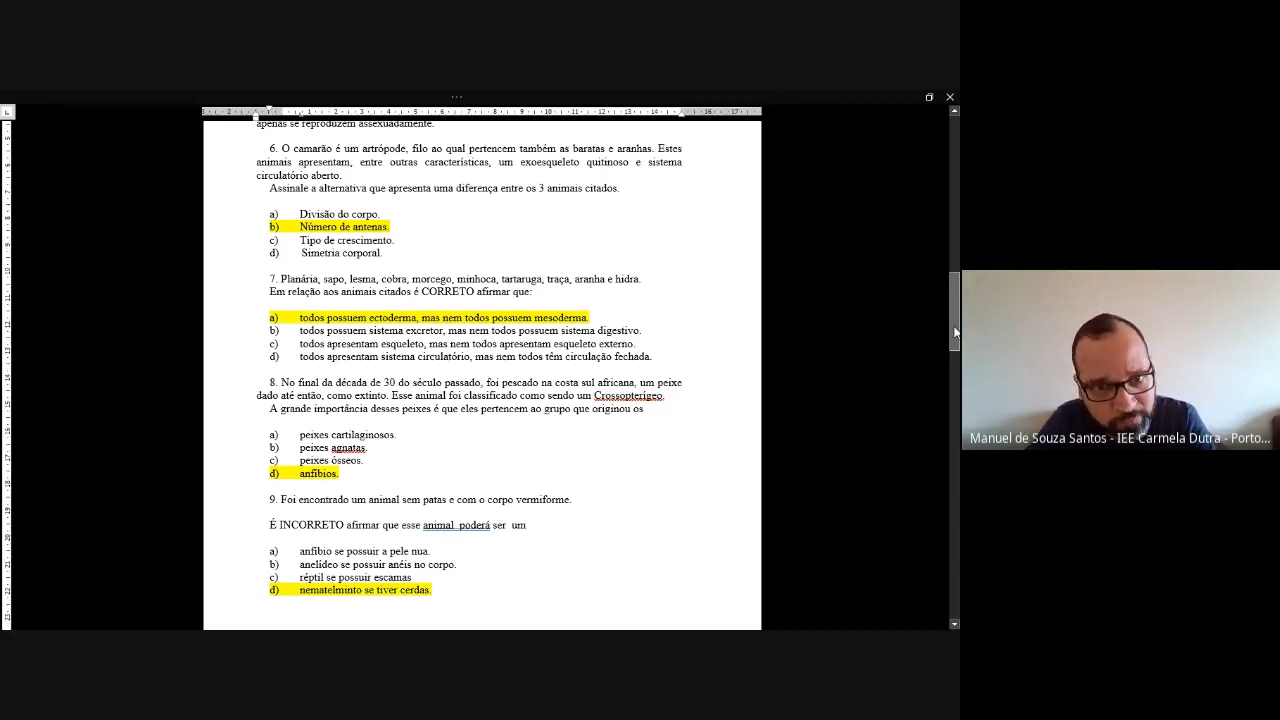 apenas se reproduzem assexuadamente.
6. O camarão é um artrópode, filo ao qual pertencem também as baratas e aranhas. Estes
animais apresentam, entre outras características, um exoesqueleto quitinoso e sistema
circulatório aberto.
Assinale a alternativa que apresenta uma diferença entre os 3 animais citados.
a) Divisão do corpo.
b) Número de antenas.
c) Tipo de crescimento.
d) Simetria corporal.
7. Planária, sapo, lesma, cobra, morcego, minhoca, tartaruga, traça, aranha e hidra.
Em relação aos animais citados é CORRETO afirmar que:
a) todos possuem ectoderma, mas nem todos possuem mesoderma.
b) todos possuem sistema excretor, mas nem todos possuem sistema digestivo.
c) todos apresentam esqueleto, mas nem todos apresentam esqueleto externo.
d) todos apresentam sistema circulatório, mas nem todos têm circulação fechada.
8. No final da década de 30 do século passado, foi pescado na costa sul africana, um peixe
dado até então, como extinto. Esse animal foi classificado como sendo um Crossopterígeo.
A grande importância desses peixes é que eles pertencem ao grupo que originou os
a) peixes cartilaginosos.
b) peixes agnatas.
c) peixes ósseos.
d) anfíbios.
9. Foi encontrado um animal sem patas e com o corpo vermiforme.
É INCORRETO afirmar que esse animal poderá ser um
a) anfíbio se possuir a pele nua.
b) anelídeo se possuir anéis no corpo.
c) réptil se possuir escamas
d) nematelminto se tiver cerdas.
Manuel de Souza Santos - IEE Carmela Dutra - Porto...